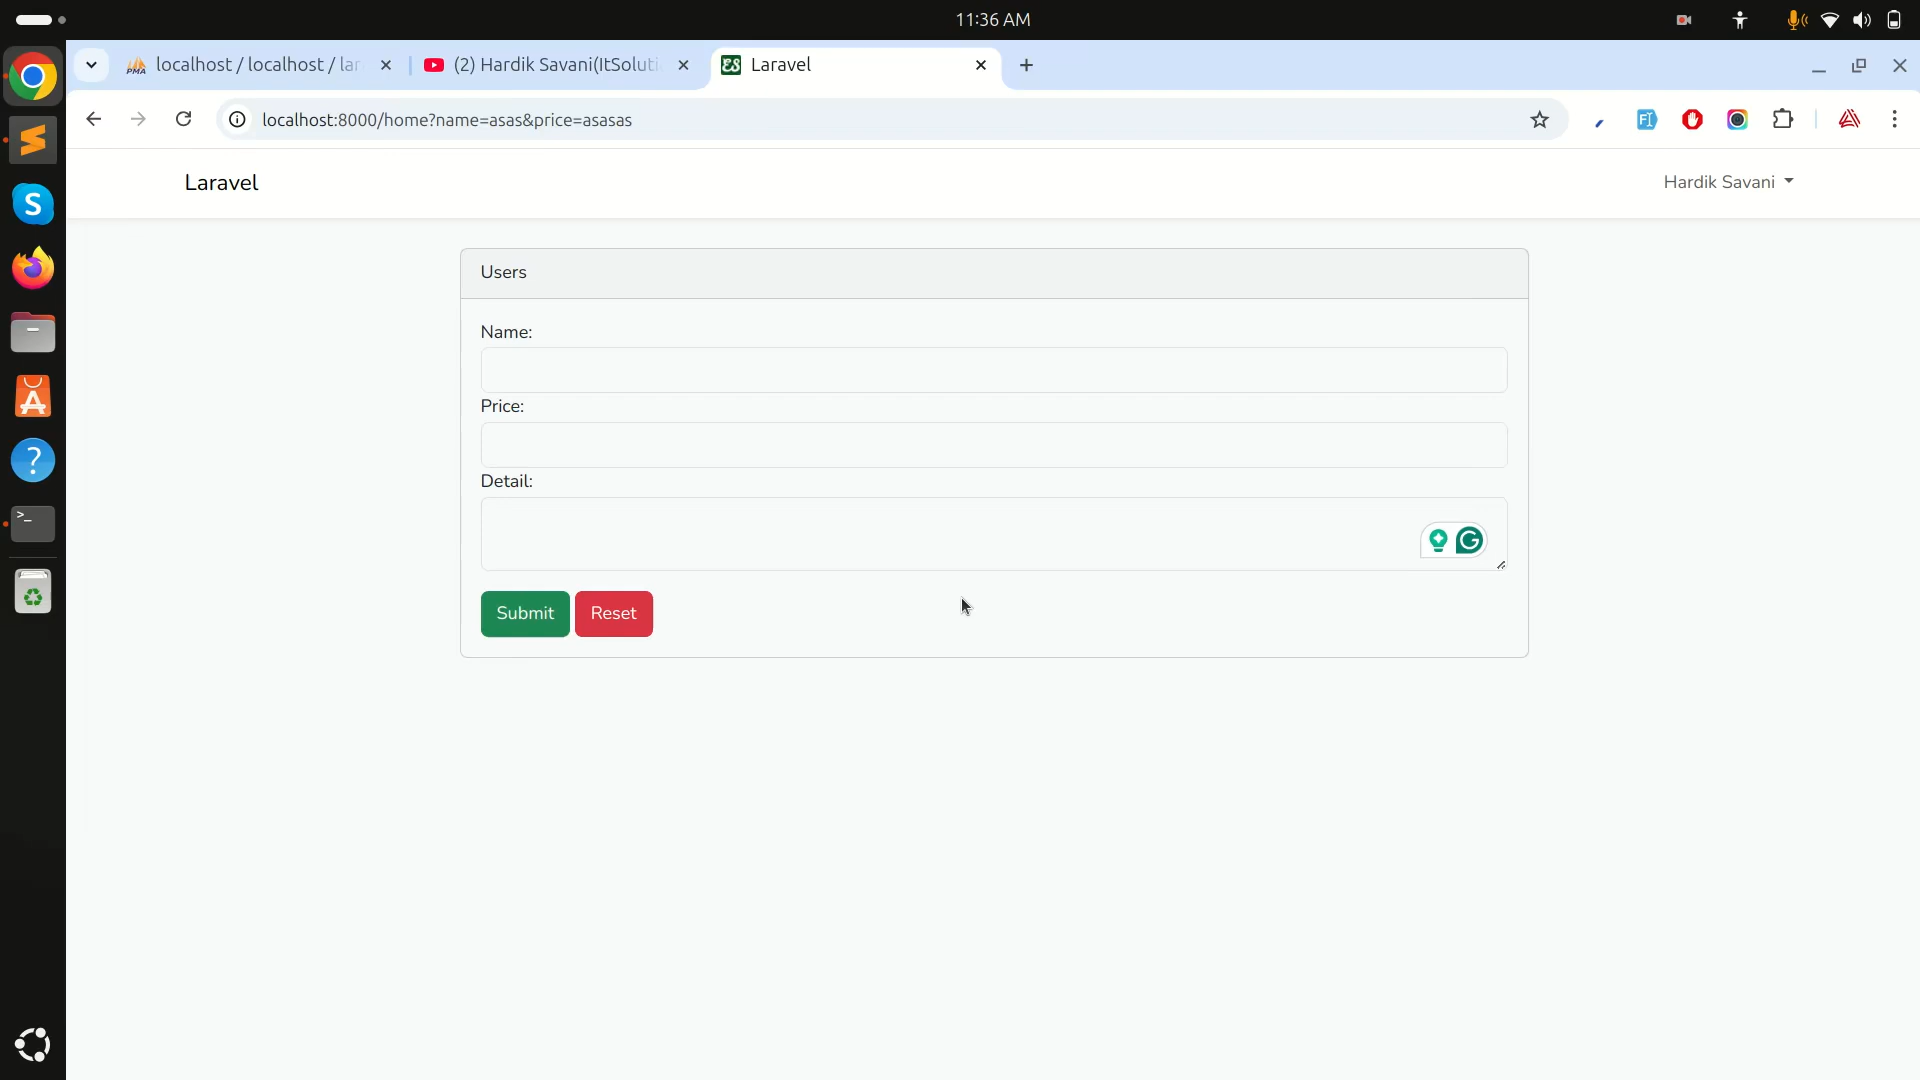 11:36 AM
localhost / localhost / lar
(2) Hardik Savani(ItSoluti
Laravel
localhost:8000/home?name=asas&price=asasas
Laravel
Hardik Savani
Users
Name:
Price:
Detail:
Submit
Reset